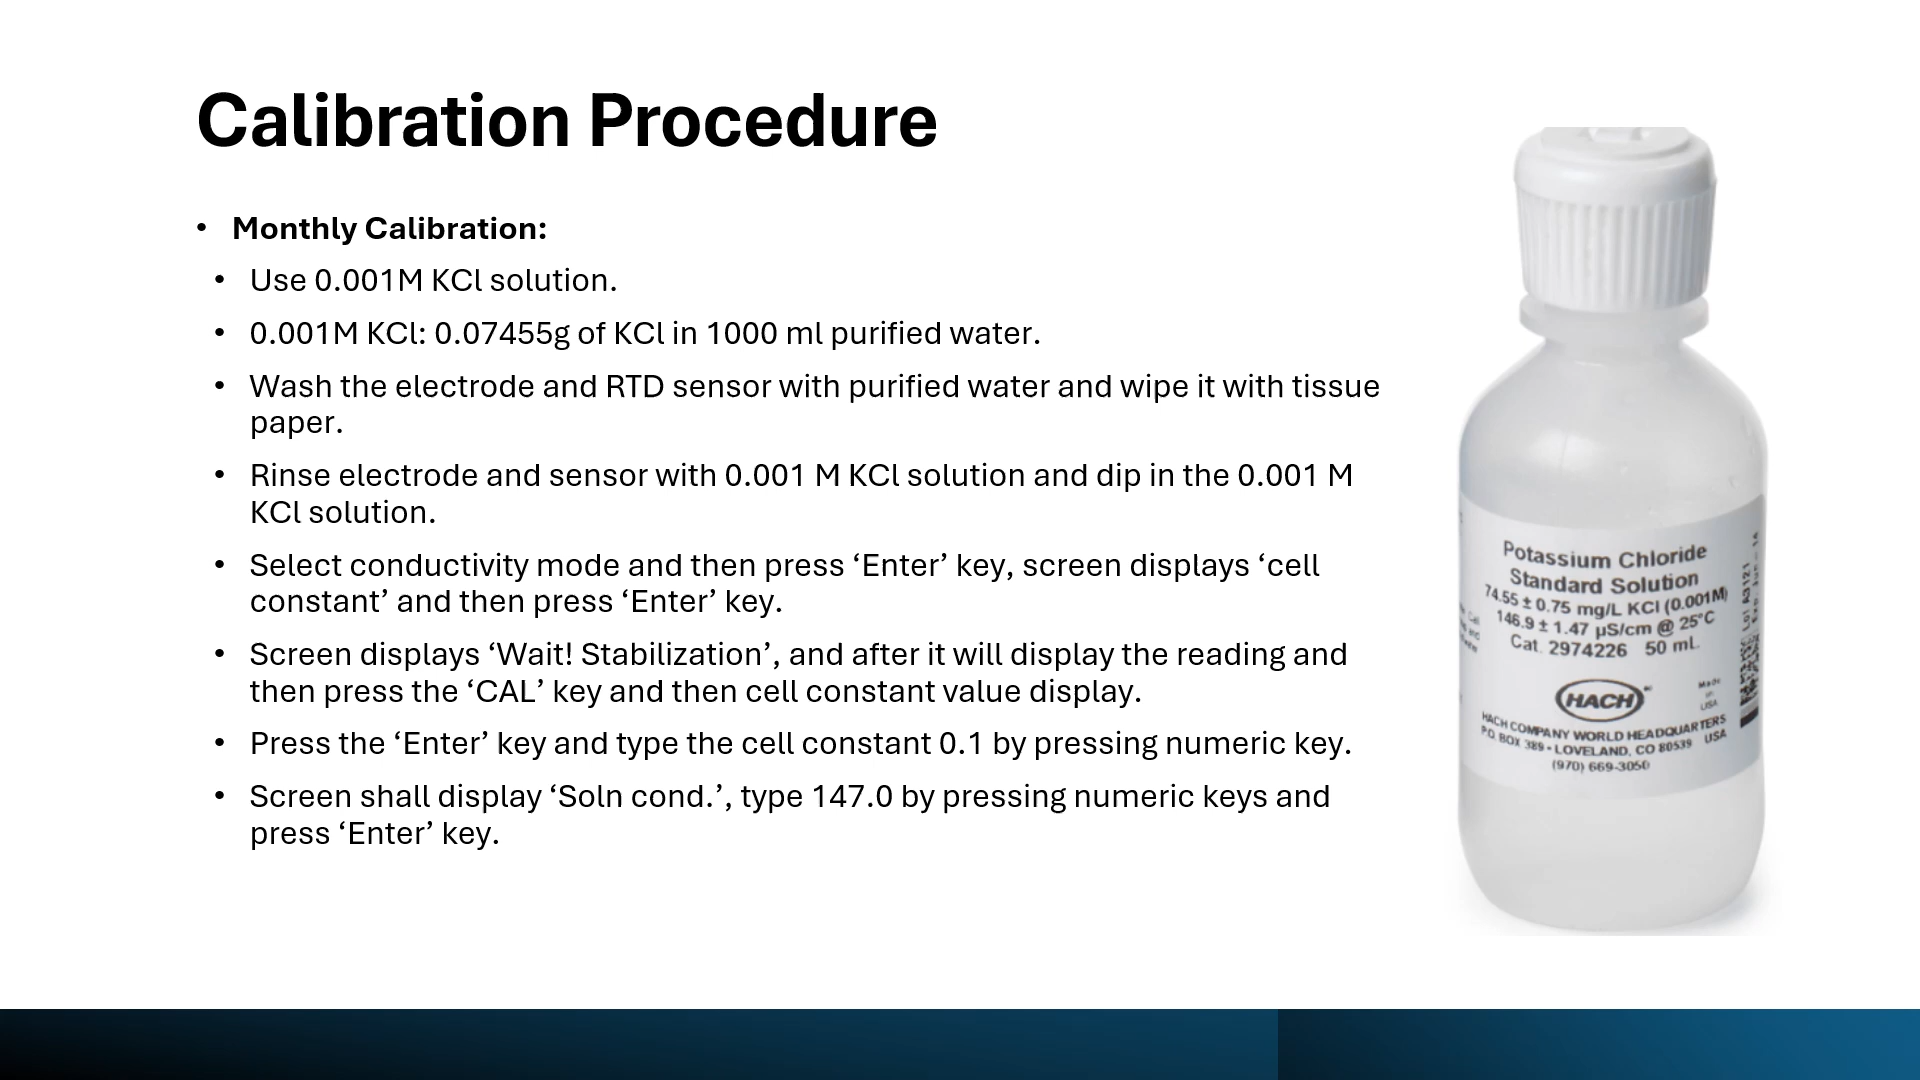 Calibration Procedure
• Monthly Calibration:
• Use 0.001M KCl solution.
• 0.001M KCl: 0.07455g of KCl in 1000 ml purified water.
• Wash the electrode and RTD sensor with purified water and wipe it with tissue
paper.
• Rinse electrode and sensor with 0.001 M KCl solution and dip in the 0.001 M
KCl solution.
• Select conductivity mode and then press ‘Enter’ key, screen displays ‘cell
constant’ and then press ‘Enter’ key.
• Screen displays ‘Wait! Stabilization’, and after it will display the reading and
then press the ‘CAL’ key and then cell constant value display.
• Press the ‘Enter’ key and type the cell constant 0.1 by pressing numeric key.
• Screen shall display ‘Soln cond.’, type 147.0 by pressing numeric keys and
press ‘Enter’ key.
Potassium Chloride
Standard Solution
74.55 ± 0.75 mg/L KCl (0.001M)
146.9 ± 1.47 µS/cm @ 25°C
Cat. 2974226 50 mL.
HACH
Made
in
USA
HACH COMPANY WORLD HEADQUARTERS
P.O. BOX 389 • LOVELAND, CO 80539 USA
(970) 669-3050
Lot A3121